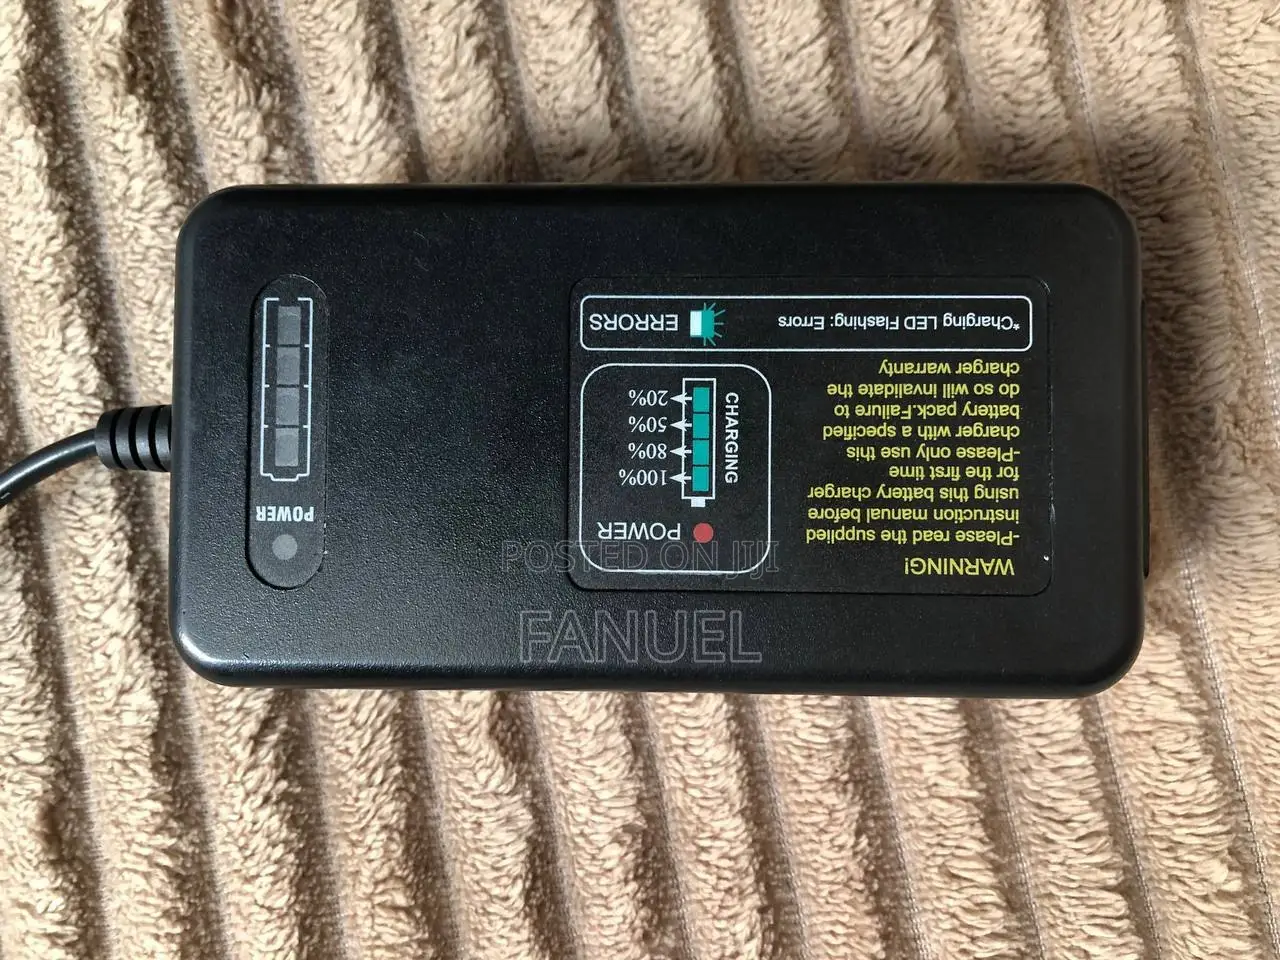 WARNING!
-Please read the supplied
instruction manual before
using this battery charger
for the first time
-Please only use this
charger with a specified
battery pack.Failure to
do so will invalidate the
charger warranty
POWER
CHARGING
100%
80%
50%
20%
*Charging LED Flashing: Errors
ERRORS
POWER
POSTED ON JIJI
FANUEL